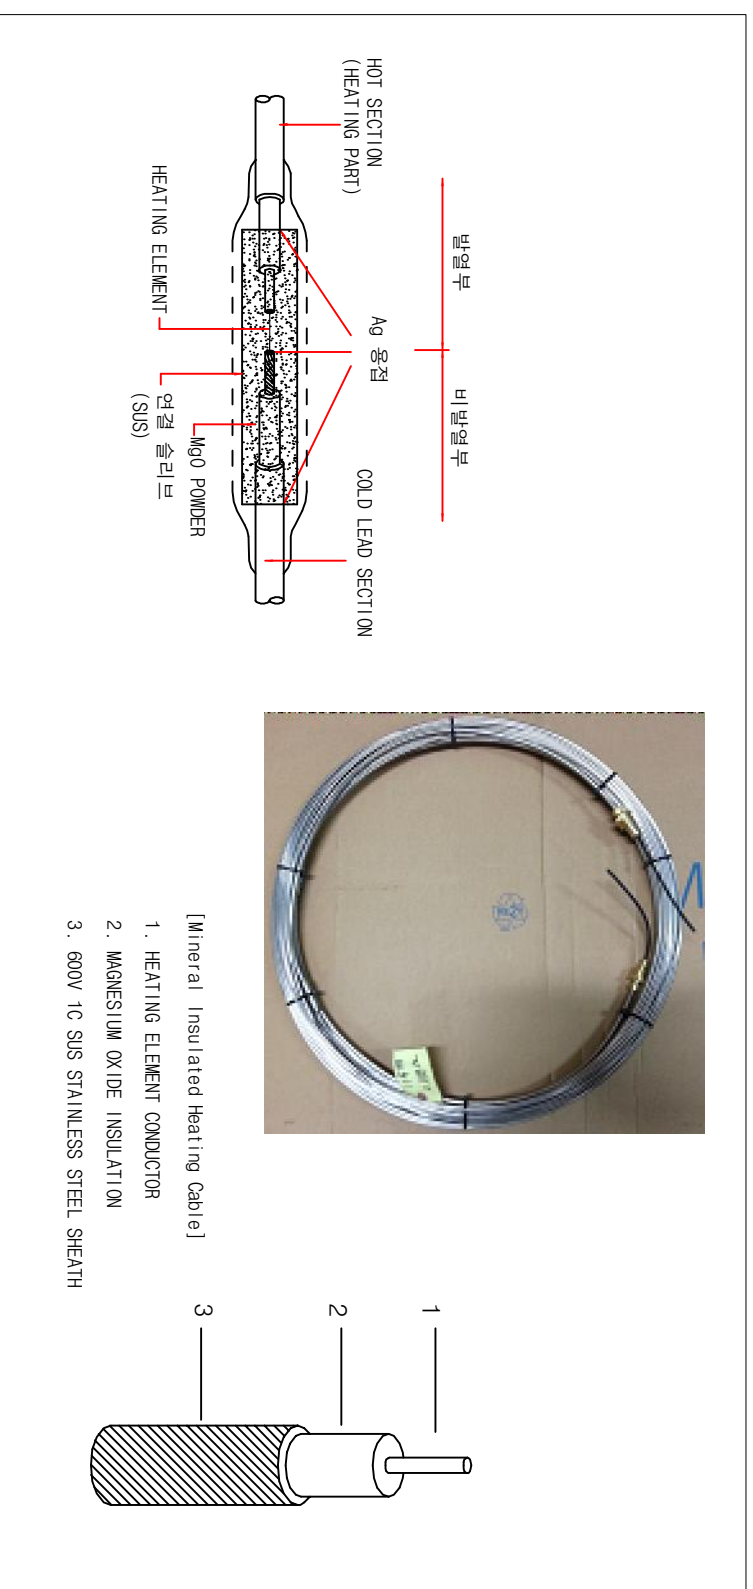 발열부
비발열부
HOT SECTION
(HEATING PART)
Ag 용접
COLD LEAD SECTION
HEATING ELEMENT
MgO POWDER
연결 슬리브
(SUS)
[Mineral Insulated Heating Cable]
1. HEATING ELEMENT CONDUCTOR
2. MAGNESIUM OXIDE INSULATION
3. 600V 1C SUS STAINLESS STEEL SHEATH
1
2
3